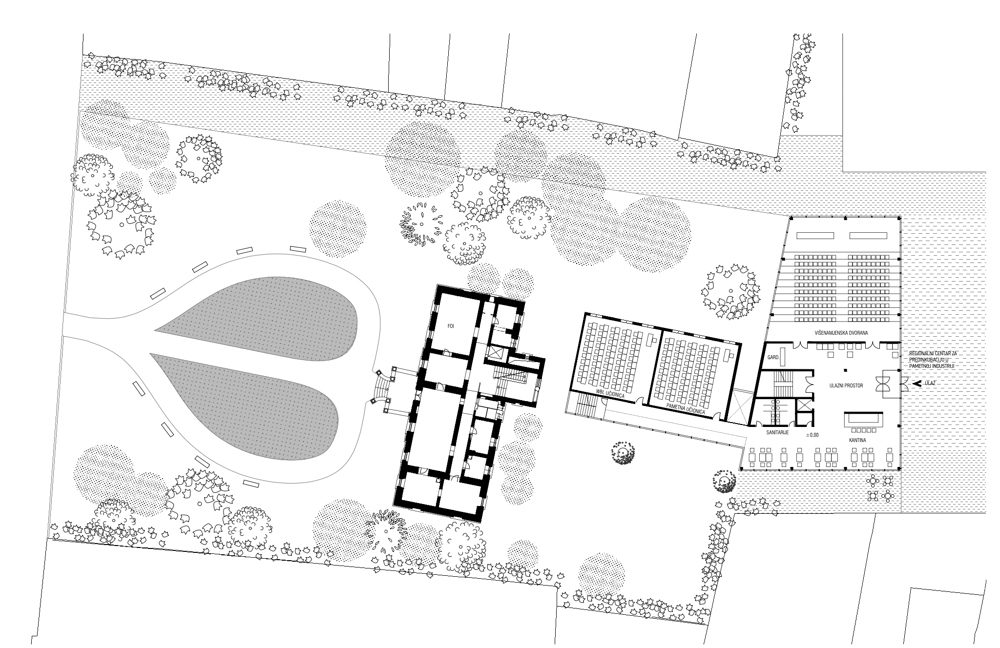 FOI
VIŠENAMJENSKA DVORANA
GARD.
REGIONALNI CENTAR ZA
PREDINKUBACIJU U
PAMETNOJ INDUSTRIJI
ULAZNI PROSTOR
ULAZ
WBL UČIONICA
PAMETNA UČIONICA
SANITARIJE
±0,00
KANTINA